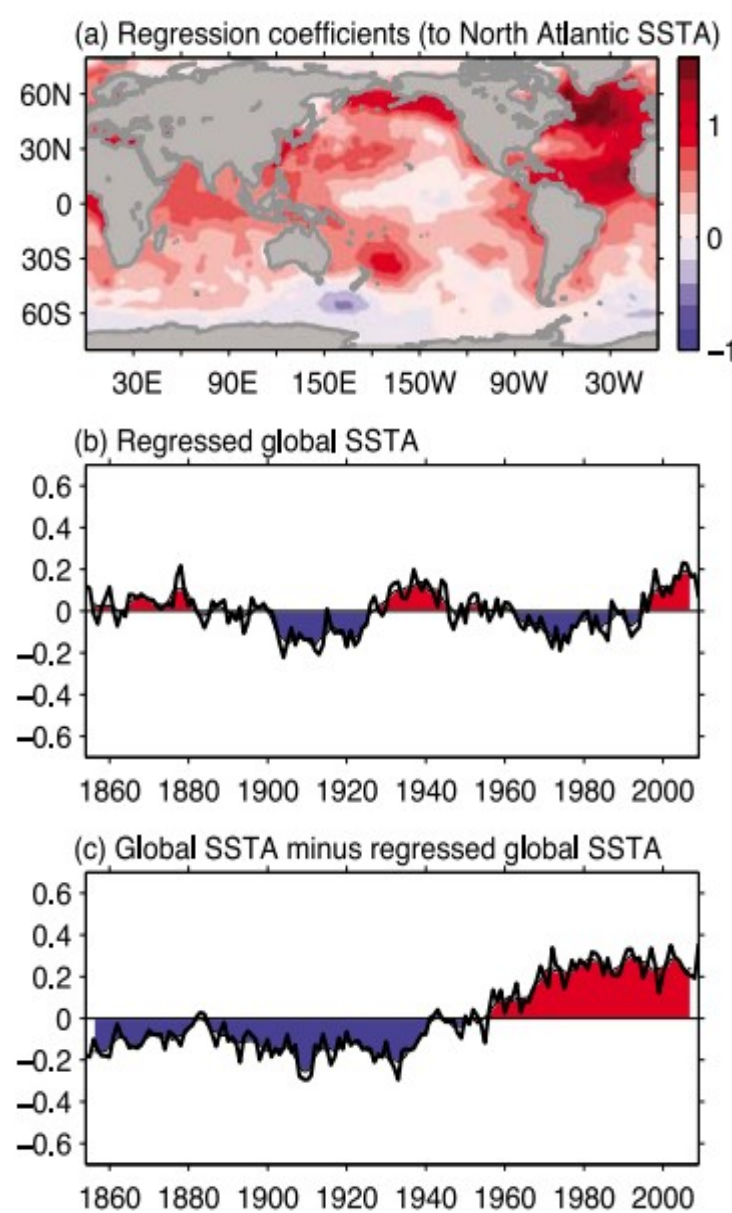 (a) Regression coefficients (to North Atlantic SSTA)
60N
30N
0
30S
60S
1
0
−1
30E 90E 150E 150W 90W 30W
(b) Regressed global SSTA
0.6
0.4
0.2
0
−0.2
−0.4
−0.6
1860 1880 1900 1920 1940 1960 1980 2000
(c) Global SSTA minus regressed global SSTA
0.6
0.4
0.2
0
−0.2
−0.4
−0.6
1860 1880 1900 1920 1940 1960 1980 2000